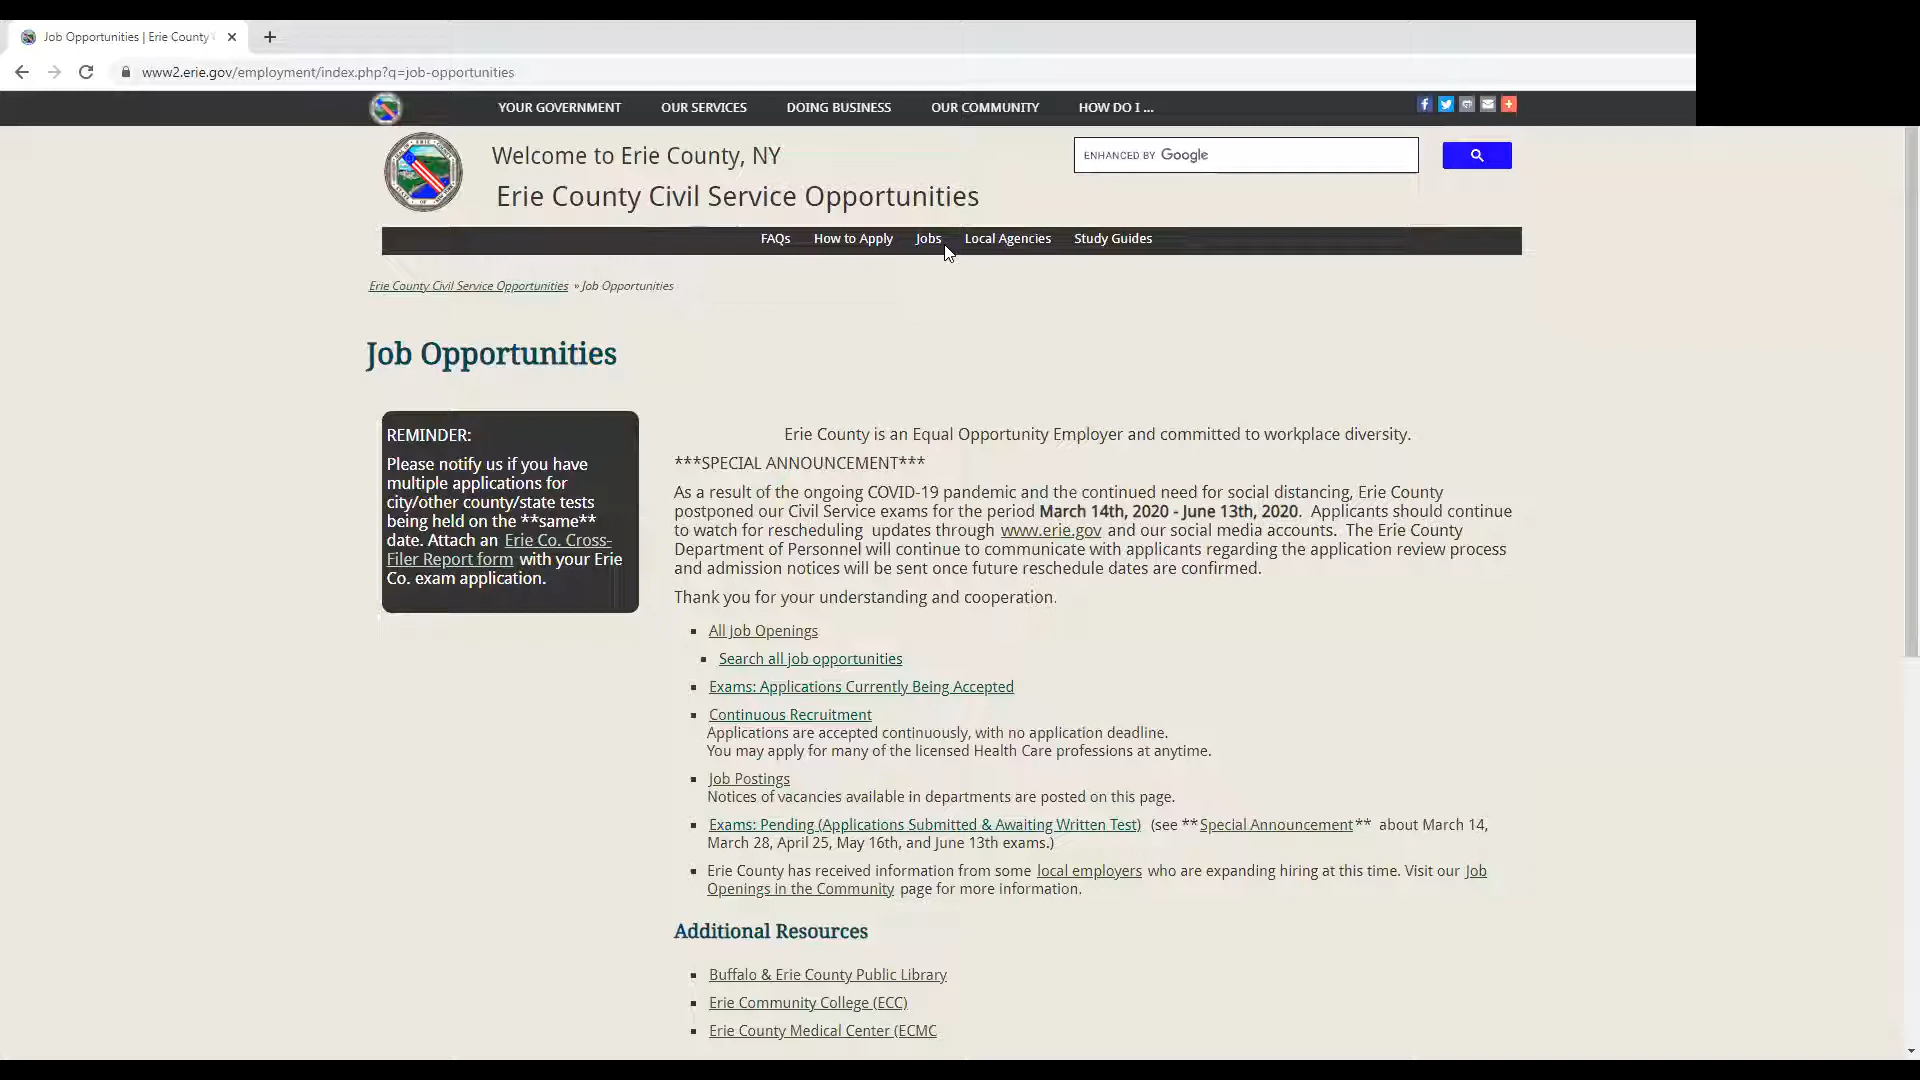 Job Opportunities | Erie County
www2.erie.gov/employment/index.php?q=job-opportunities
YOUR GOVERNMENT OUR SERVICES DOING BUSINESS OUR COMMUNITY HOW DO I ...
Welcome to Erie County, NY
ENHANCED BY Google
Erie County Civil Service Opportunities
FAQs How to Apply Jobs Local Agencies Study Guides
Erie County Civil Service Opportunities » Job Opportunities
Job Opportunities
REMINDER:
Please notify us if you have
multiple applications for
city/other county/state tests
being held on the **same**
date. Attach an Erie Co. Cross-
Filer Report form with your Erie
Co. exam application.
Erie County is an Equal Opportunity Employer and committed to workplace diversity.
***SPECIAL ANNOUNCEMENT***
As a result of the ongoing COVID-19 pandemic and the continued need for social distancing, Erie County
postponed our Civil Service exams for the period March 14th, 2020 - June 13th, 2020. Applicants should continue
to watch for rescheduling updates through www.erie.gov and our social media accounts. The Erie County
Department of Personnel will continue to communicate with applicants regarding the application review process
and admission notices will be sent once future reschedule dates are confirmed.
Thank you for your understanding and cooperation.
All Job Openings
Search all job opportunities
Exams: Applications Currently Being Accepted
Continuous Recruitment
Applications are accepted continuously, with no application deadline.
You may apply for many of the licensed Health Care professions at anytime.
Job Postings
Notices of vacancies available in departments are posted on this page.
Exams: Pending (Applications Submitted & Awaiting Written Test) (see **Special Announcement** about March 14,
March 28, April 25, May 16th, and June 13th exams.)
Erie County has received information from some local employers who are expanding hiring at this time. Visit our Job
Openings in the Community page for more information.
Additional Resources
Buffalo & Erie County Public Library
Erie Community College (ECC)
Erie County Medical Center (ECMC